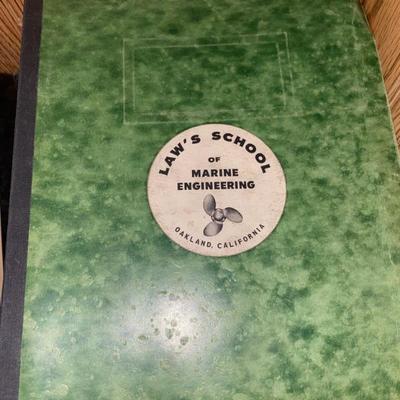 LAW'S SCHOOL
OF
MARINE
ENGINEERING
OAKLAND, CALIFORNIA